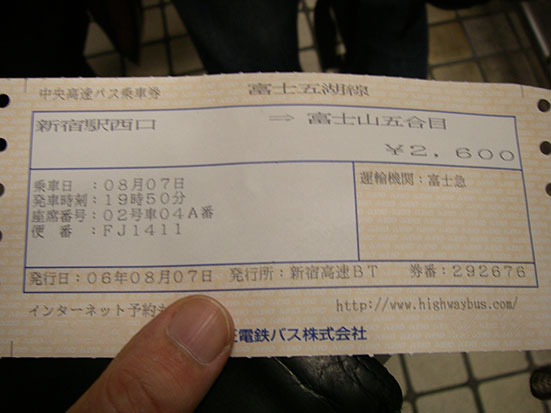 中央高速バス乗車券 富士五湖線
新宿駅西口 ⇒ 富士山五合目
¥2,600
乗車日 :08月07日
発車時刻:19時50分
座席番号:02号車04A番
便 番 :FJ1411
運輸機関:富士急
発行日:06年08月07日 発行所:新宿高速BT 券番:292676
インターネット予約 http://www.highwaybus.com/
電鉄バス株式会社